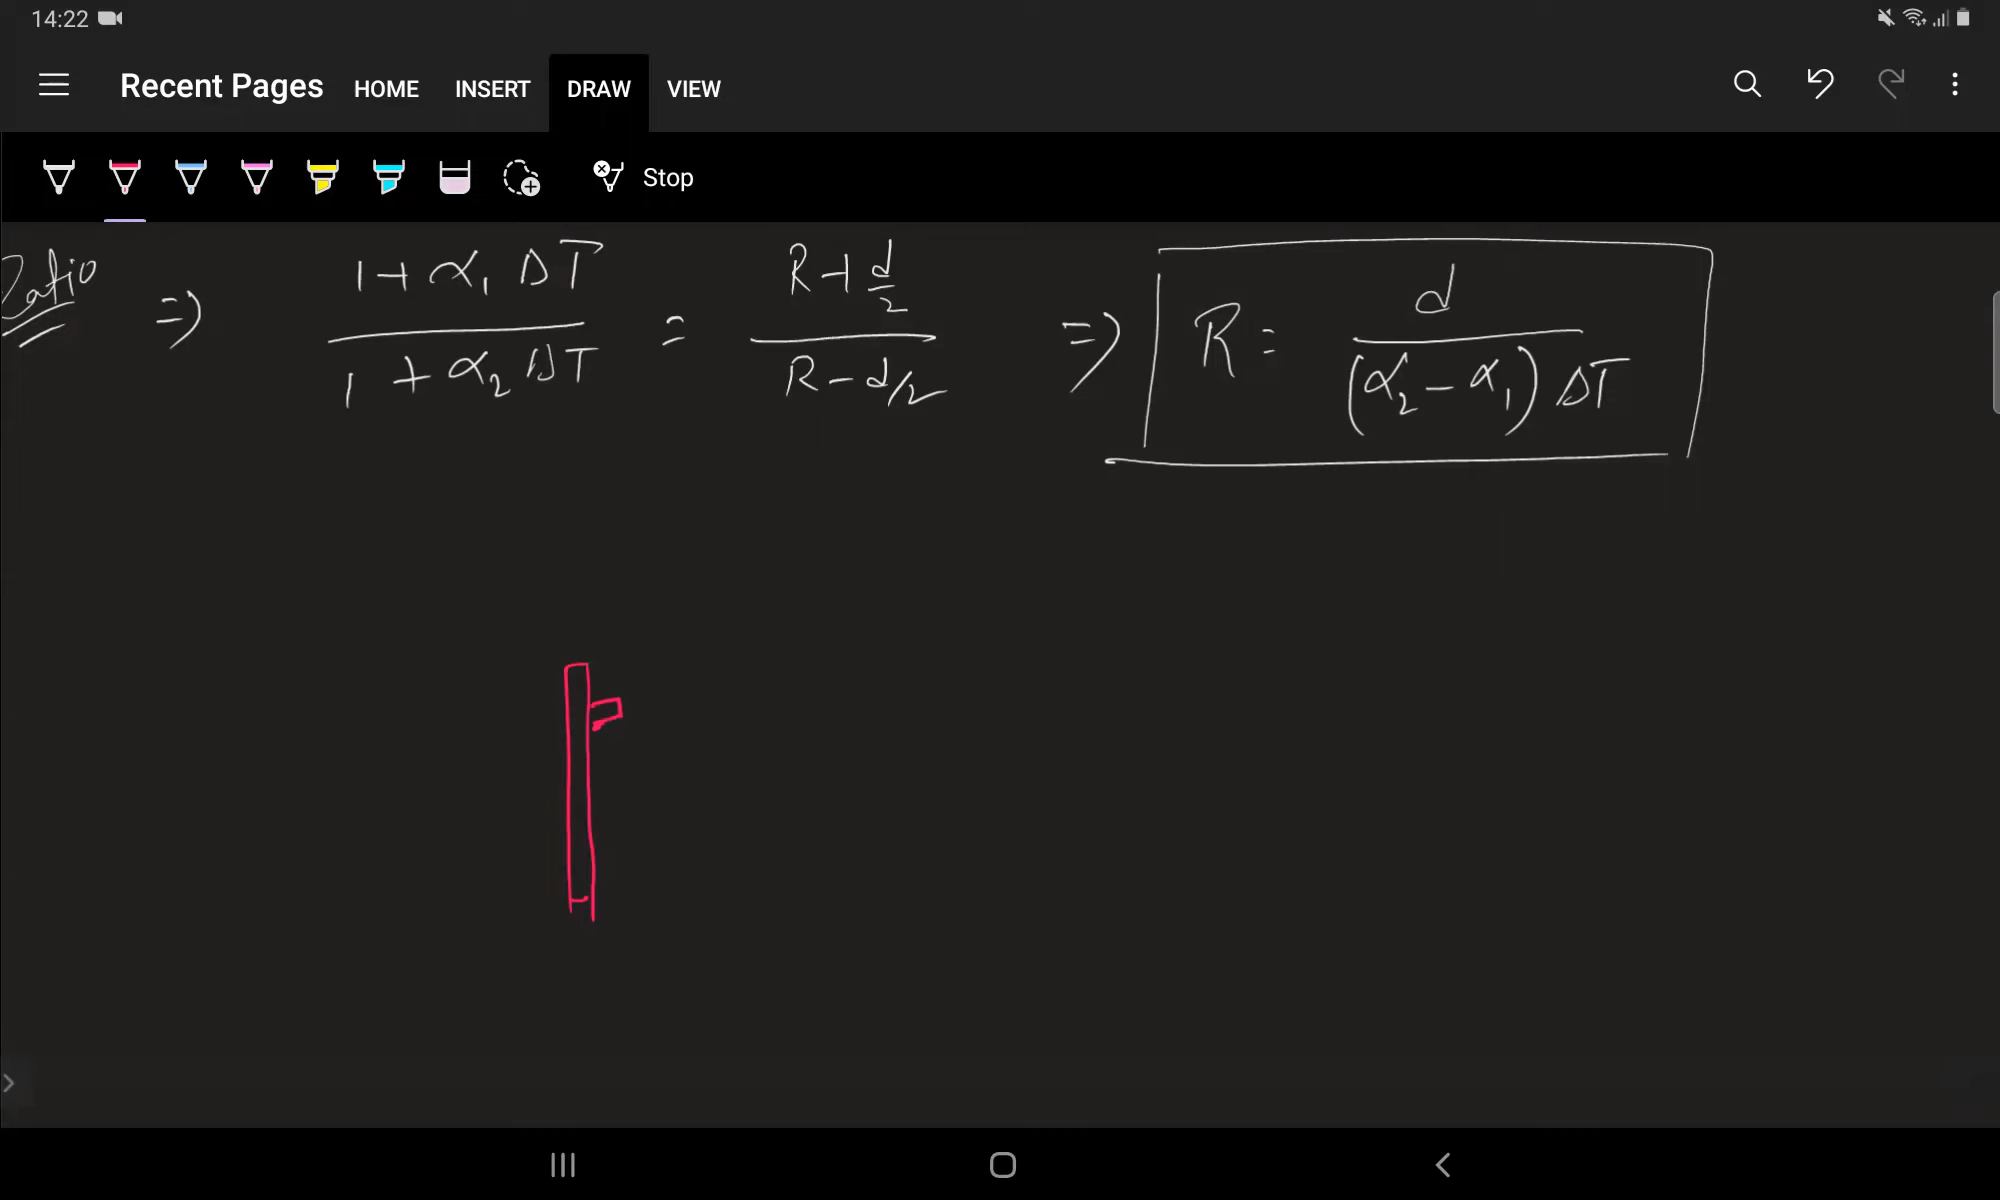 14:22
Recent Pages HOME INSERT DRAW VIEW
Stop
Ratio ⇒ (1 + α₁ ΔT) / (1 + α₂ ΔT) = (R + d/2) / (R − d/2) ⇒ R = d / ((α₂ − α₁) ΔT)